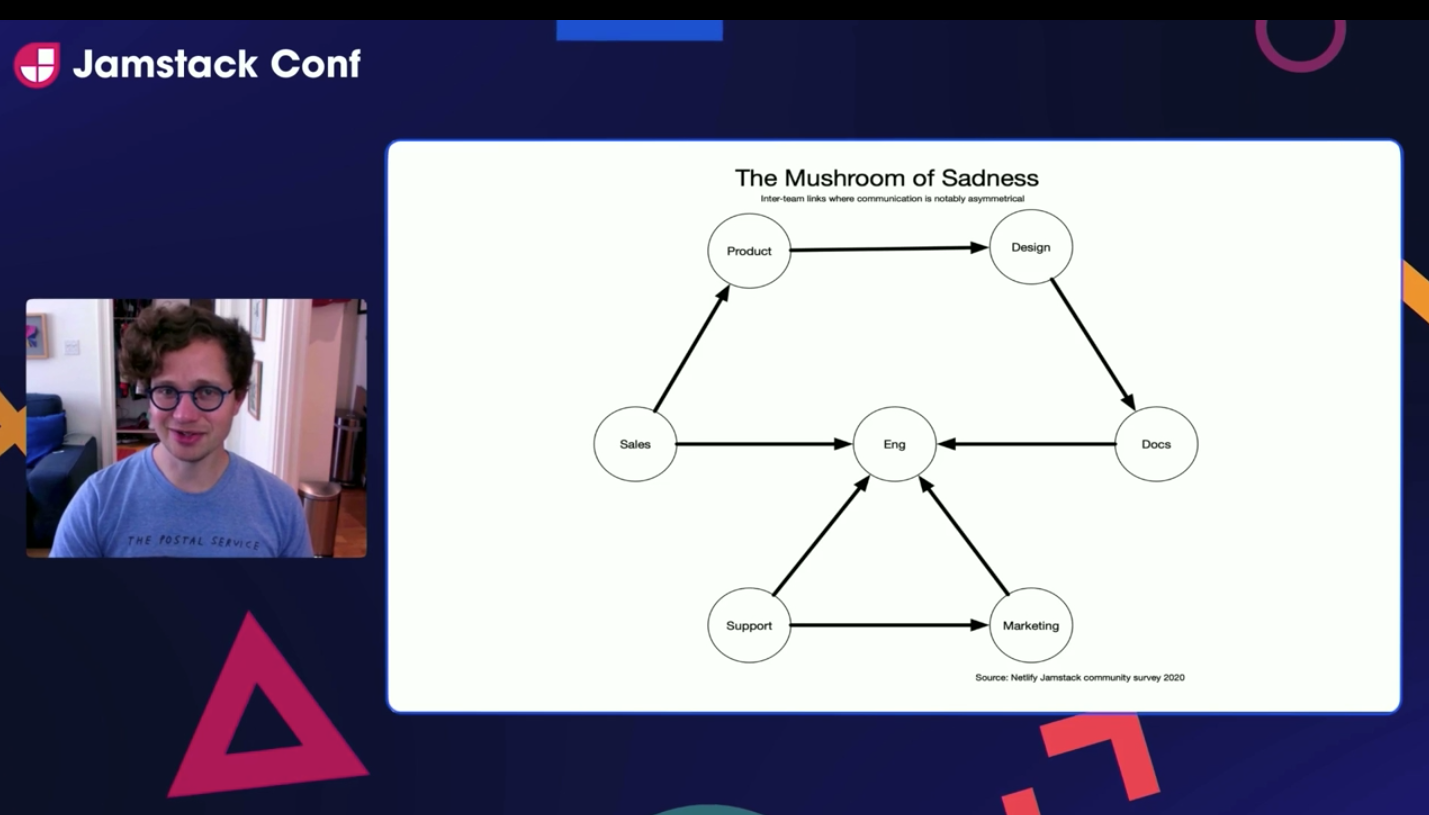 Jamstack Conf
The Mushroom of Sadness
Inter-team links where communication is notably asymmetrical
Product
Design
Sales
Eng
Docs
Support
Marketing
Source: Netlify Jamstack community survey 2020
THE POSTAL SERVICE